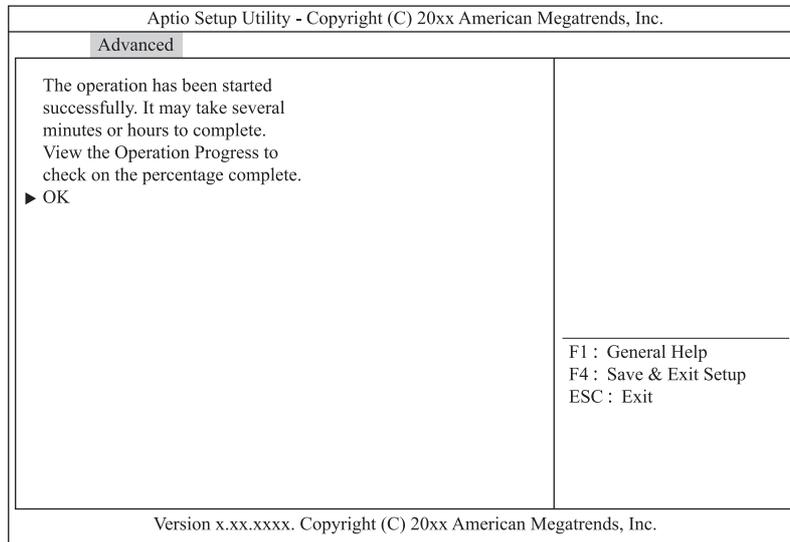 Aptio Setup Utility - Copyright (C) 20xx American Megatrends, Inc.
Advanced
The operation has been started
successfully. It may take several
minutes or hours to complete.
View the Operation Progress to
check on the percentage complete.
▶ OK
F1 : General Help
F4 : Save & Exit Setup
ESC : Exit
Version x.xx.xxxx. Copyright (C) 20xx American Megatrends, Inc.